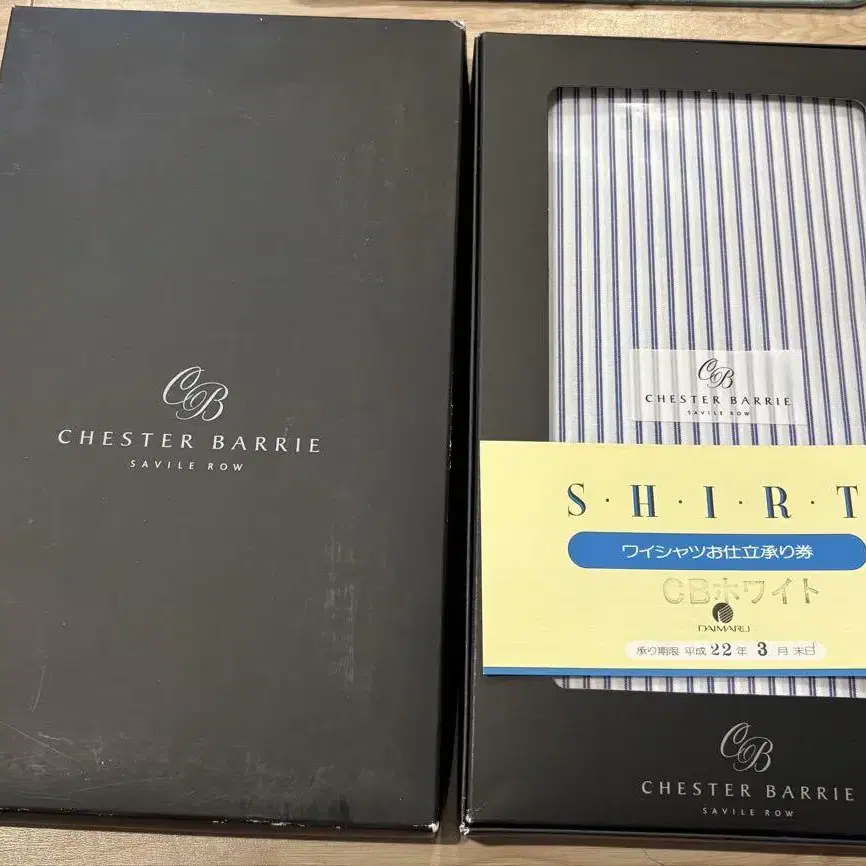 CB
CHESTER BARRIE
SAVILE ROW
CB
CHESTER BARRIE
SAVILE ROW
S・H・I・R・T
ワイシャツお仕立承り券
CBホワイト
DAIMARU
承り期限 平成 22 年 3 月 末日
CB
CHESTER BARRIE
SAVILE ROW